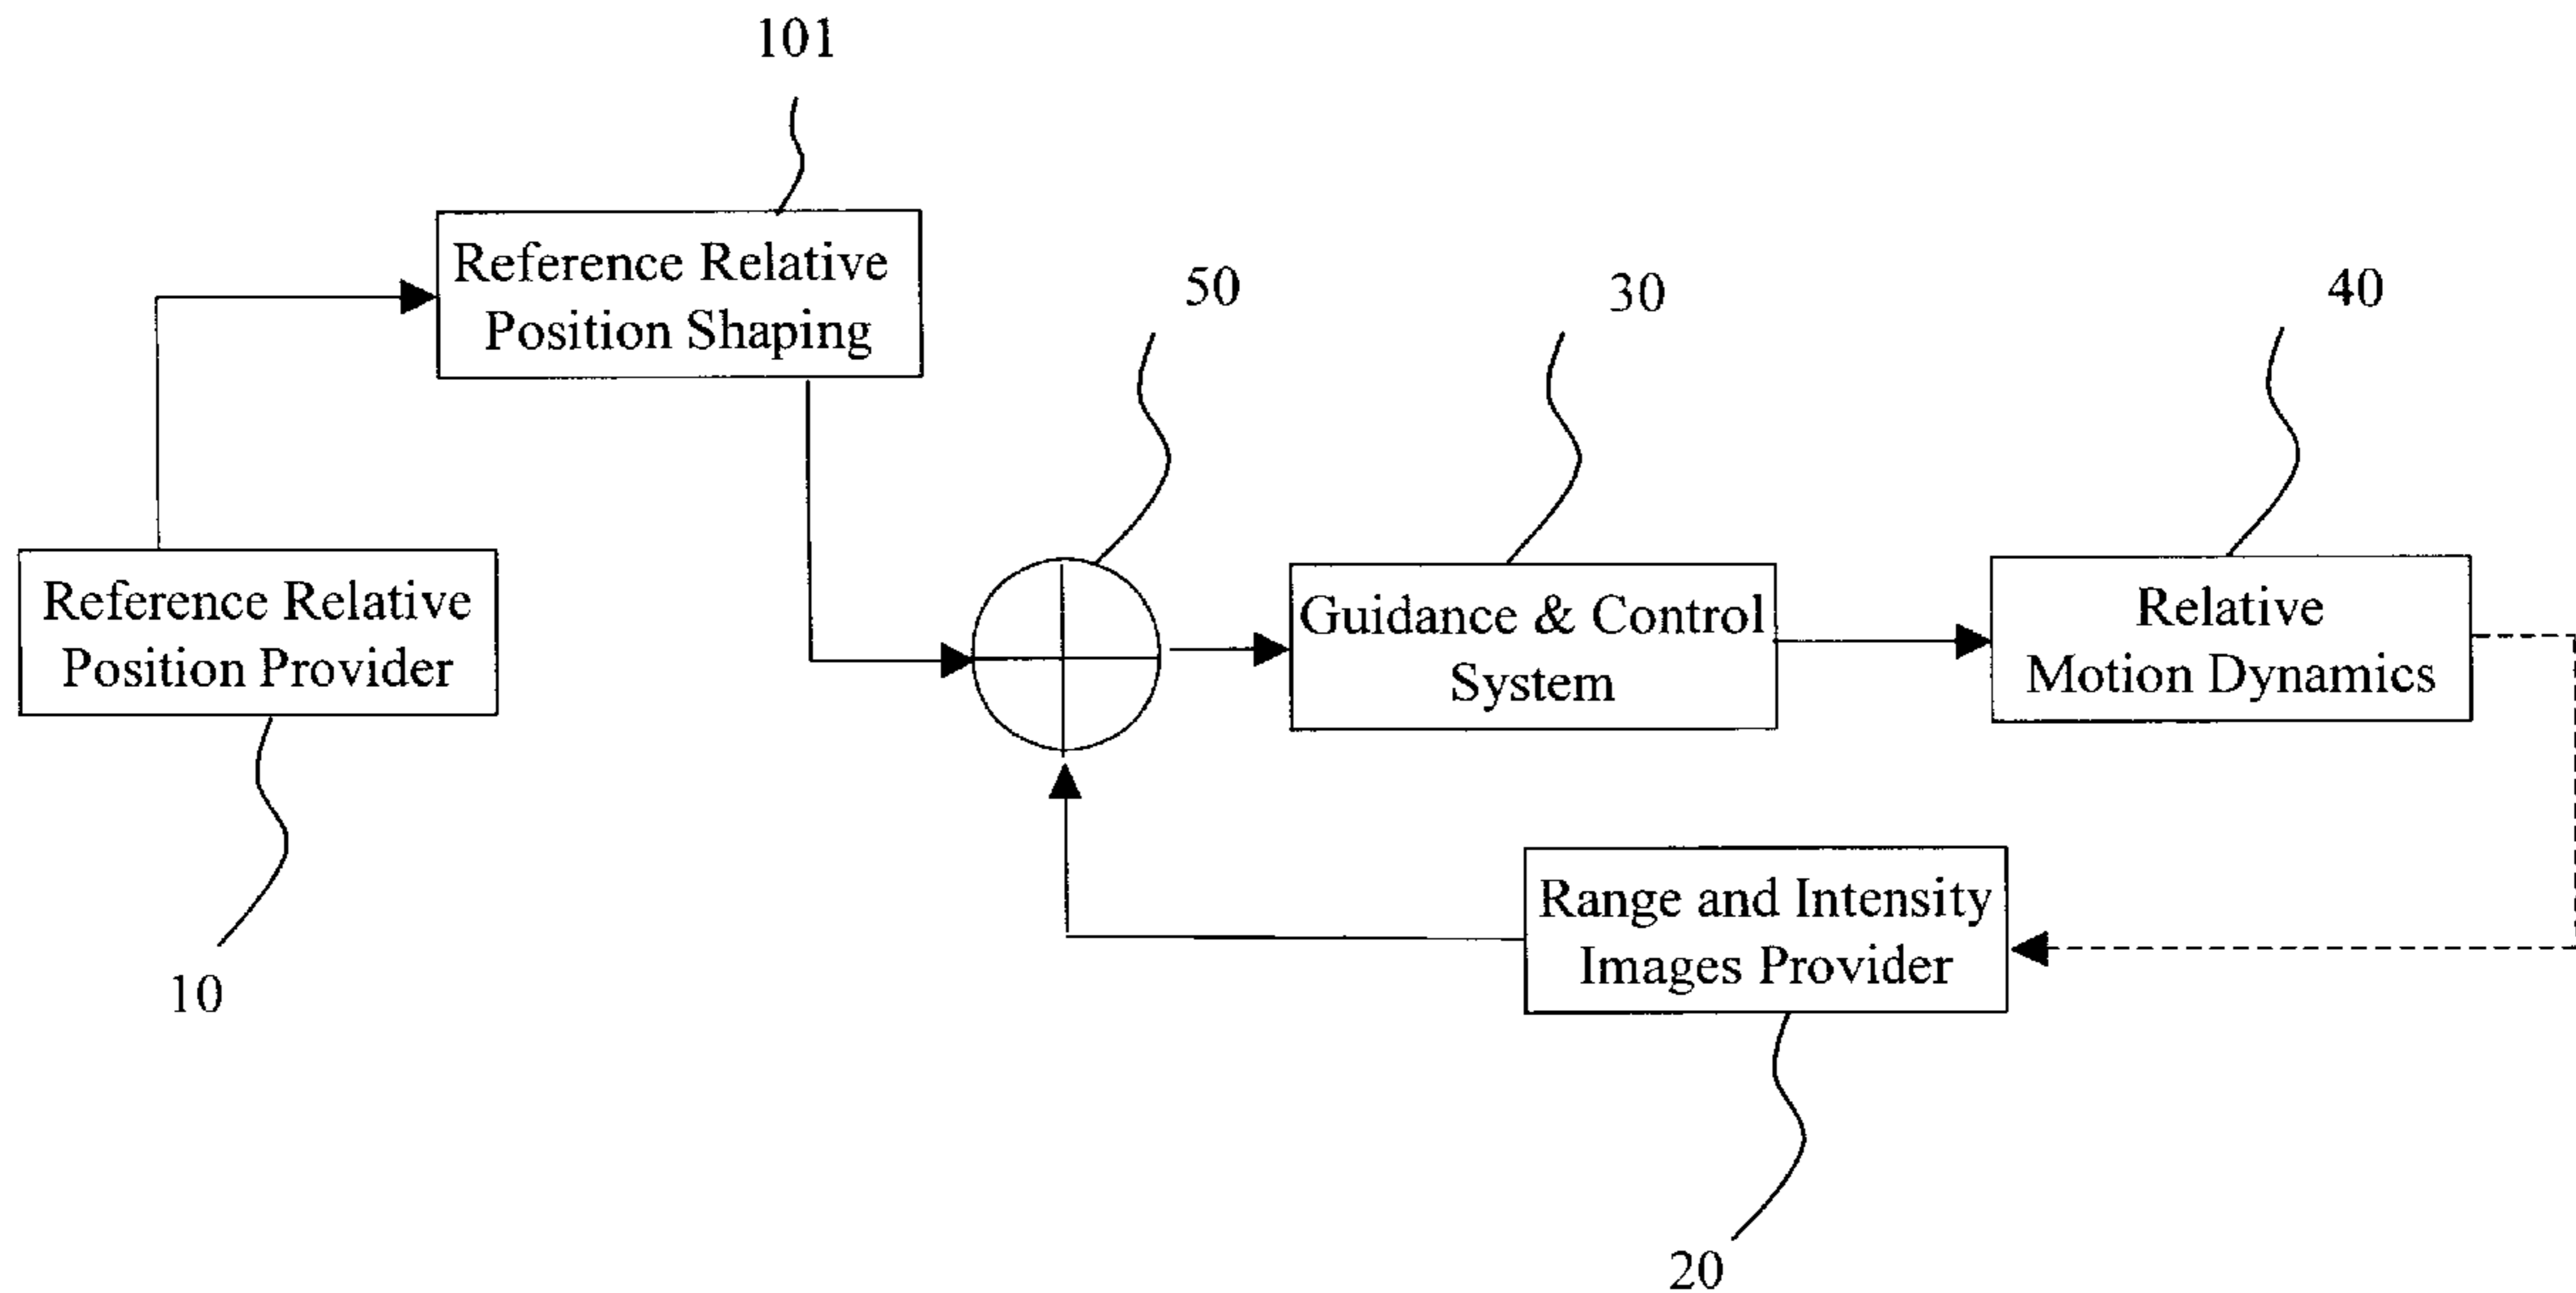 101
Reference Relative
Position Shaping
50
30
40
Reference Relative
Position Provider
Guidance & Control
System
Relative
Motion Dynamics
Range and Intensity
Images Provider
10
20